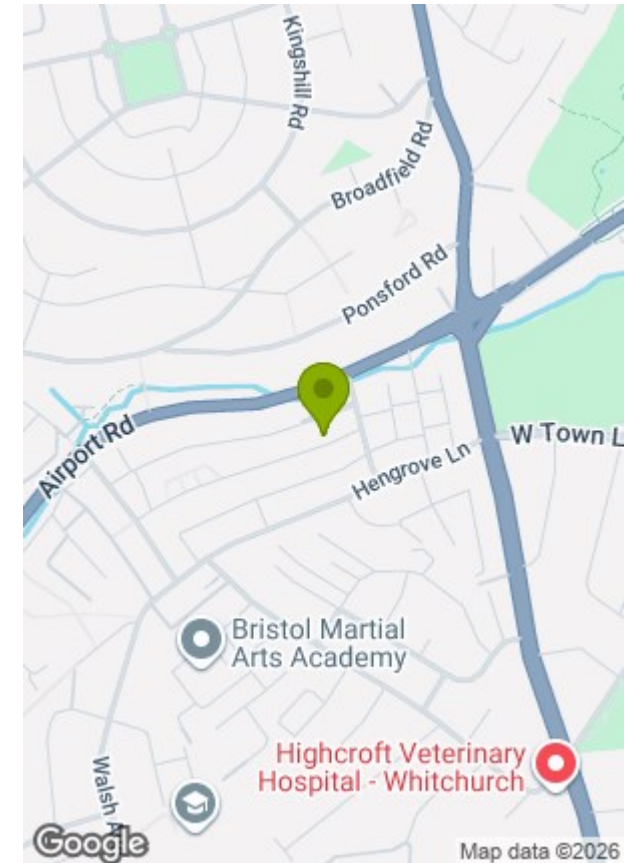 Kingshill Rd
Broadfield Rd
Ponsford Rd
Airport Rd
W Town L
Hengrove Ln
Bristol Martial
Arts Academy
Highcroft Veterinary
Hospital - Whitchurch
Walsh A
Google
Map data ©2026